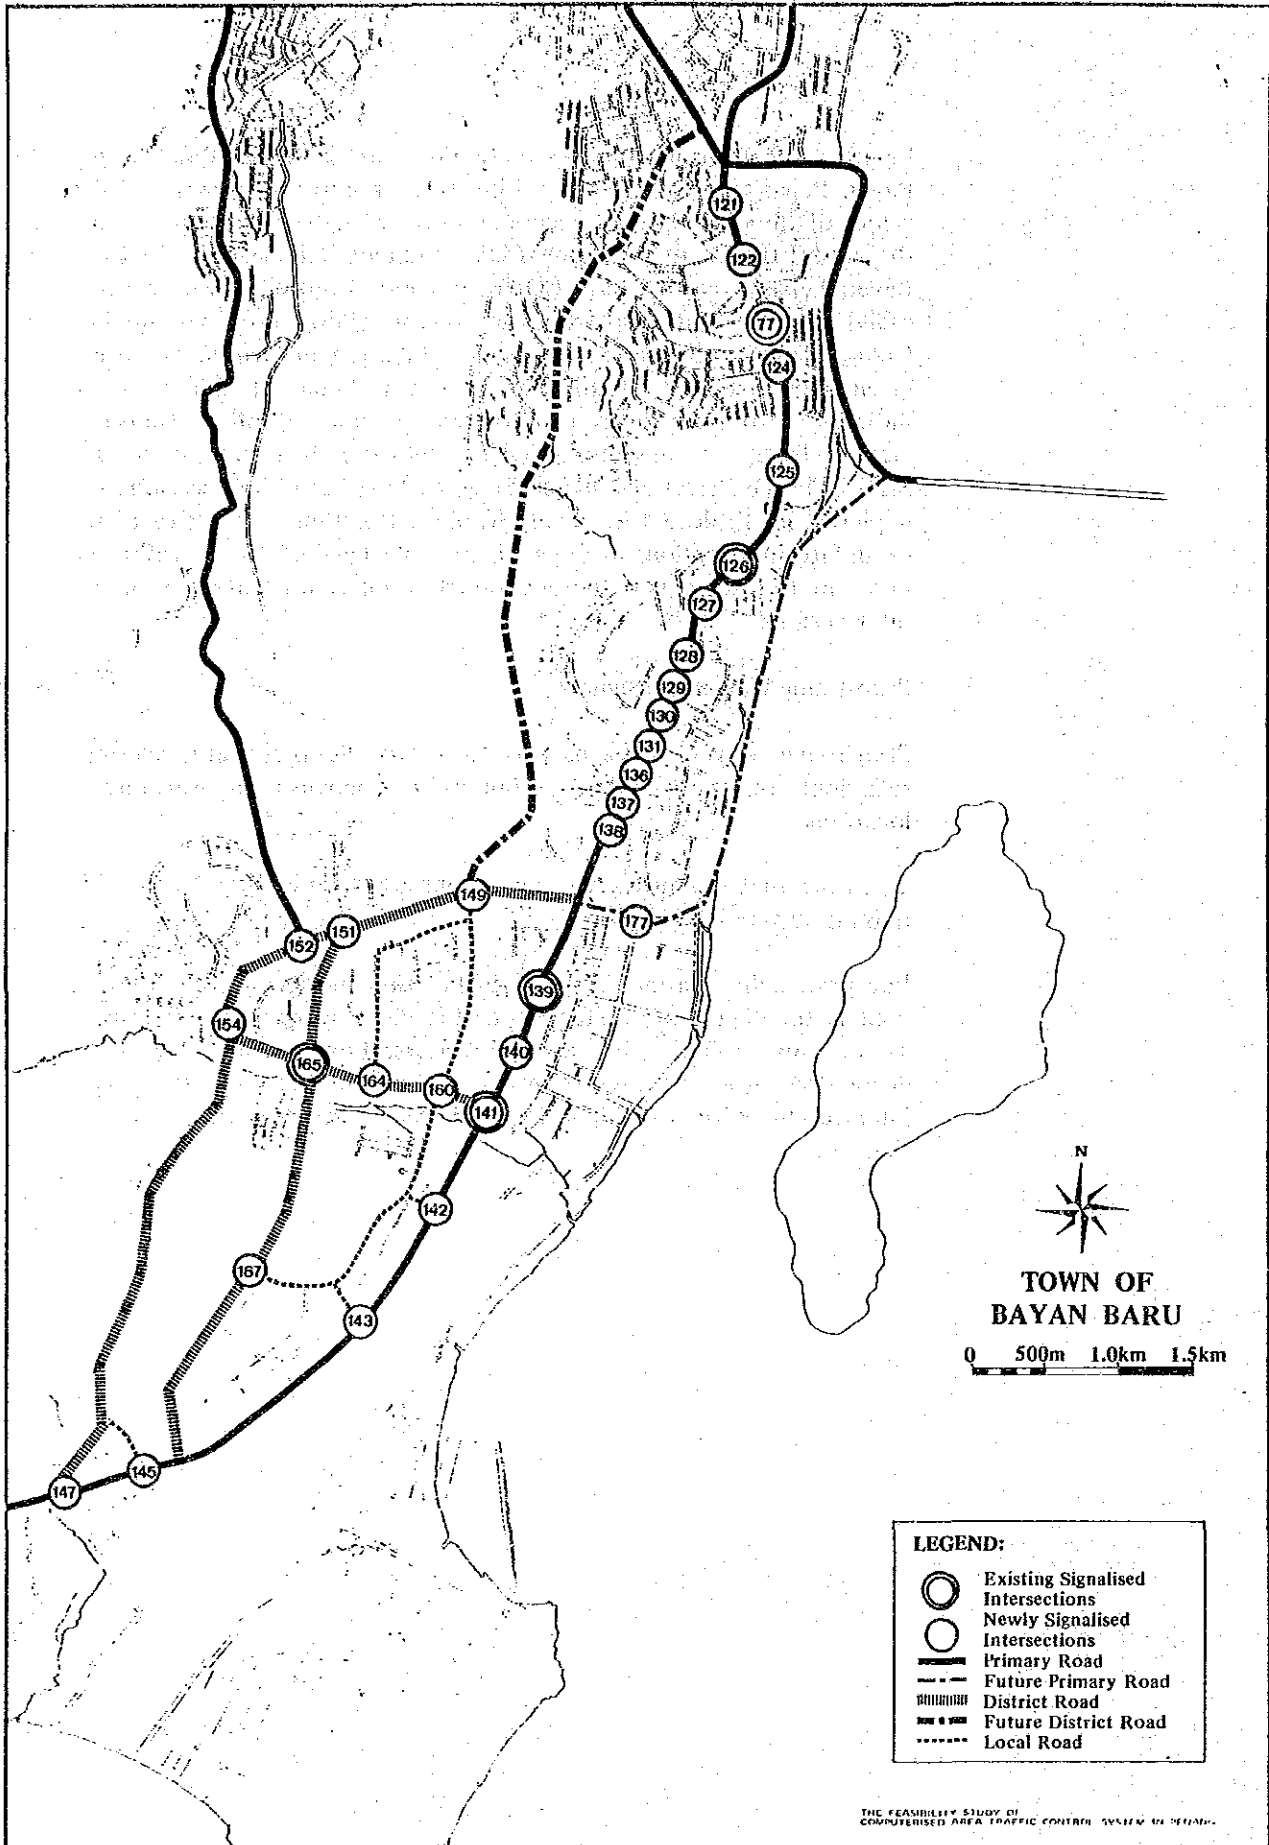 121
122
77
124
125
126
127
128
129
130
131
136
137
138
149
177
151
152
139
154
140
165
164
160
141
142
167
143
145
147
N
TOWN OF
BAYAN BARU
0 500m 1.0km 1.5km
LEGEND:
Existing Signalised
Intersections
Newly Signalised
Intersections
Primary Road
Future Primary Road
District Road
Future District Road
Local Road
THE FEASIBILITY STUDY OF
COMPUTERISED AREA TRAFFIC CONTROL SYSTEM IN PENANG